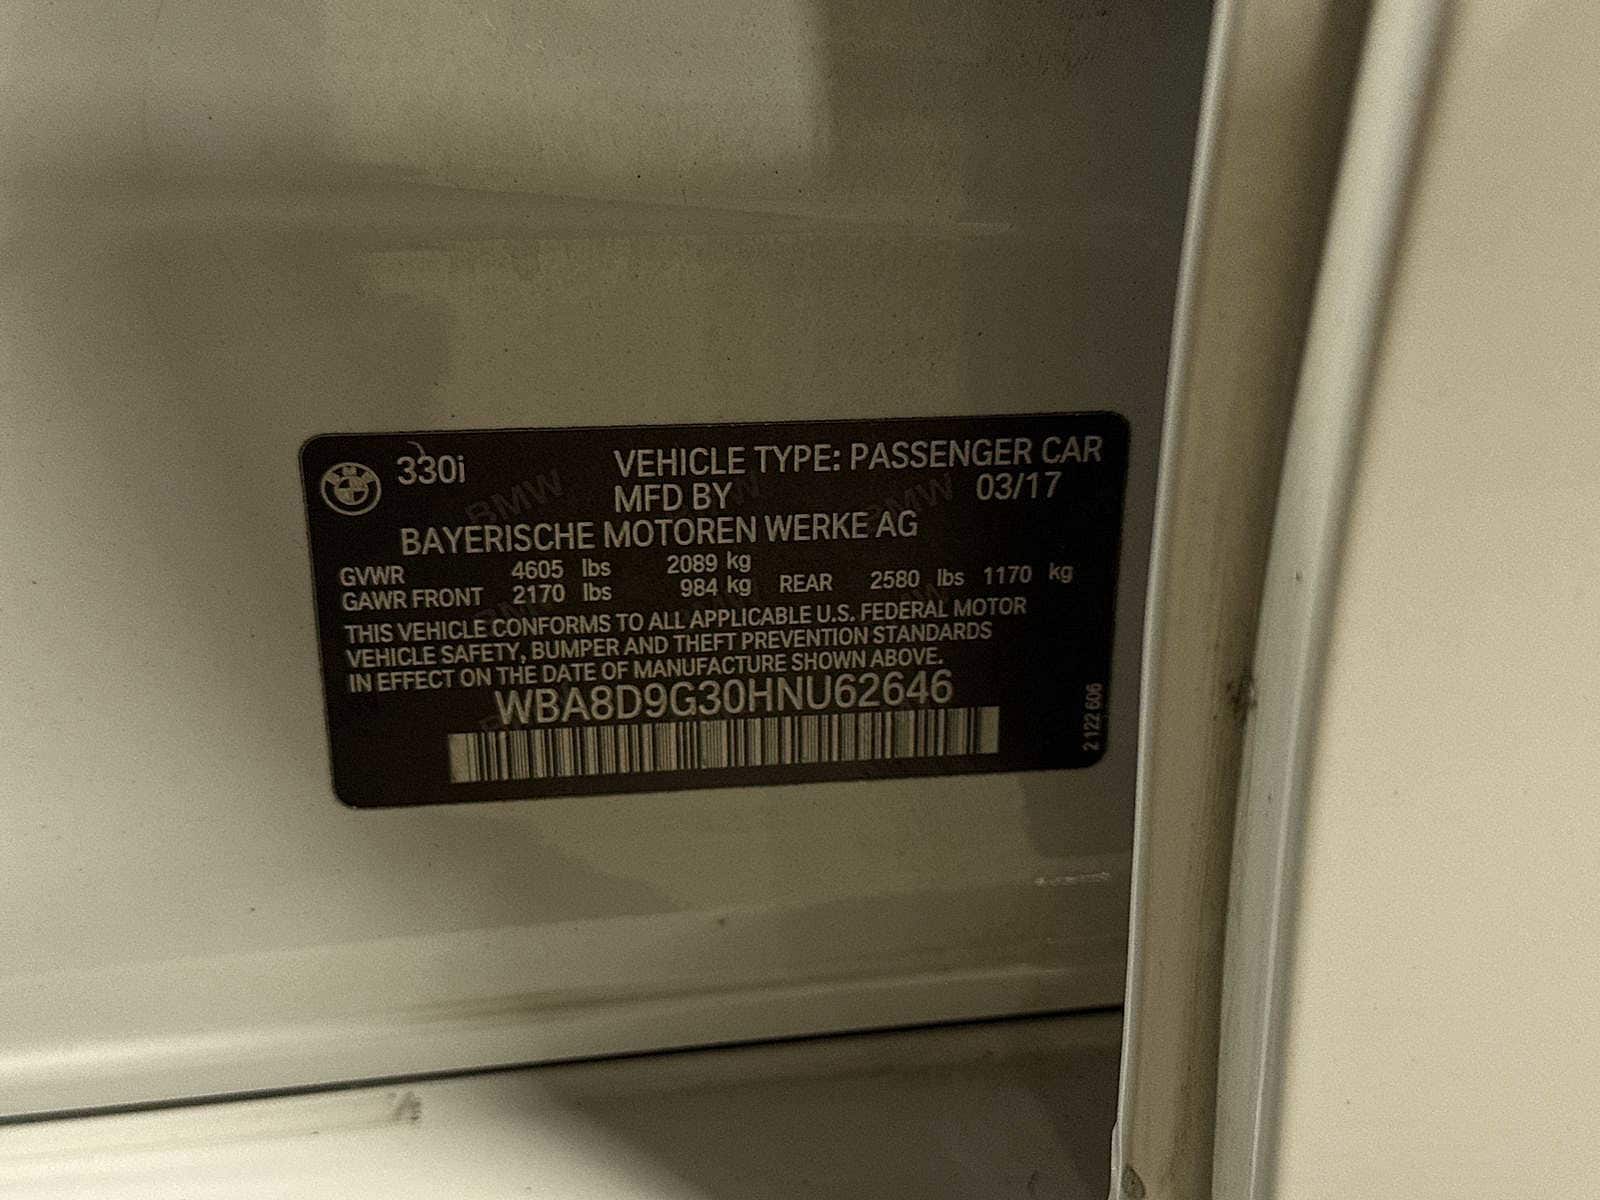 330i VEHICLE TYPE: PASSENGER CAR
MFD BY 03/17
BAYERISCHE MOTOREN WERKE AG
GVWR 4605 lbs 2089 kg
GAWR FRONT 2170 lbs 984 kg REAR 2580 lbs 1170 kg
THIS VEHICLE CONFORMS TO ALL APPLICABLE U.S. FEDERAL MOTOR
VEHICLE SAFETY, BUMPER AND THEFT PREVENTION STANDARDS
IN EFFECT ON THE DATE OF MANUFACTURE SHOWN ABOVE.
WBA8D9G30HNU62646
2 122 606
BMW
BMW
BMW